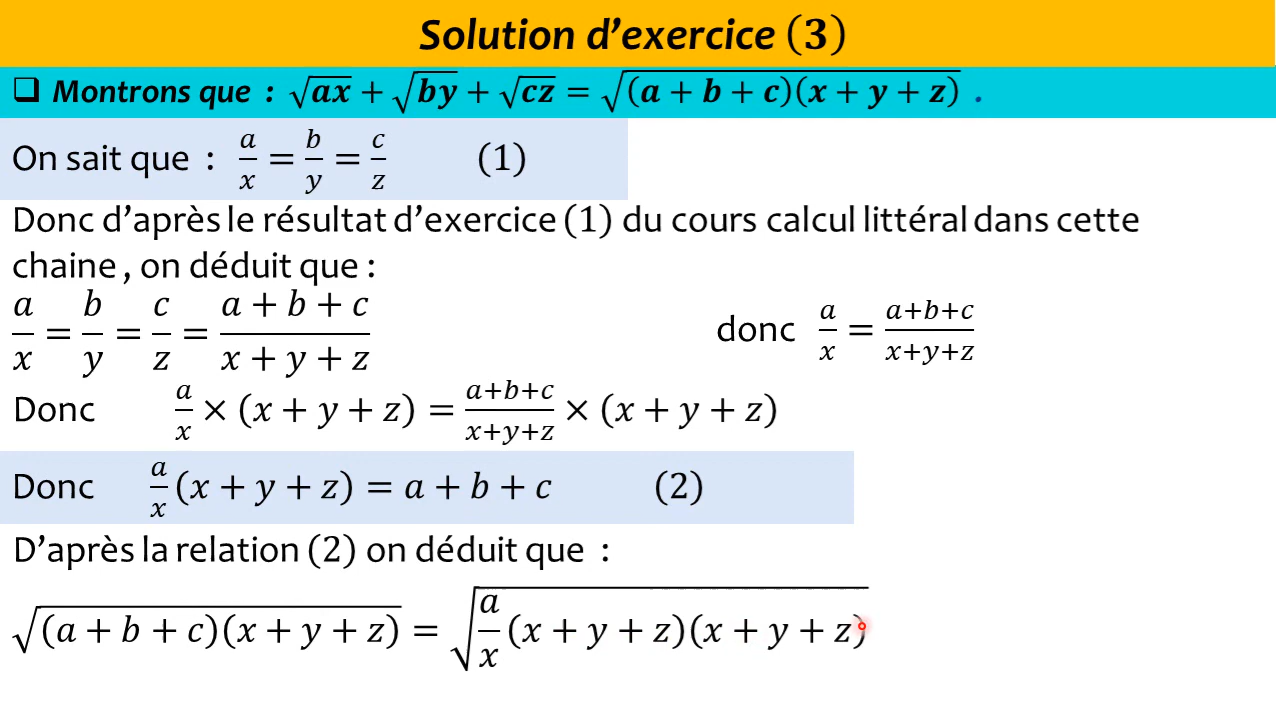 Solution d'exercice (3)
❑ Montrons que : √ax + √by + √cz = √(a + b + c)(x + y + z) .
On sait que : a/x = b/y = c/z (1)
Donc d'après le résultat d'exercice (1) du cours calcul littéral dans cette
chaine , on déduit que :
a/x = b/y = c/z = (a + b + c)/(x + y + z) donc a/x = (a+b+c)/(x+y+z)
Donc a/x × (x + y + z) = (a+b+c)/(x+y+z) × (x + y + z)
Donc a/x (x + y + z) = a + b + c (2)
D'après la relation (2) on déduit que :
√(a + b + c)(x + y + z) = √a/x (x + y + z)(x + y + z)